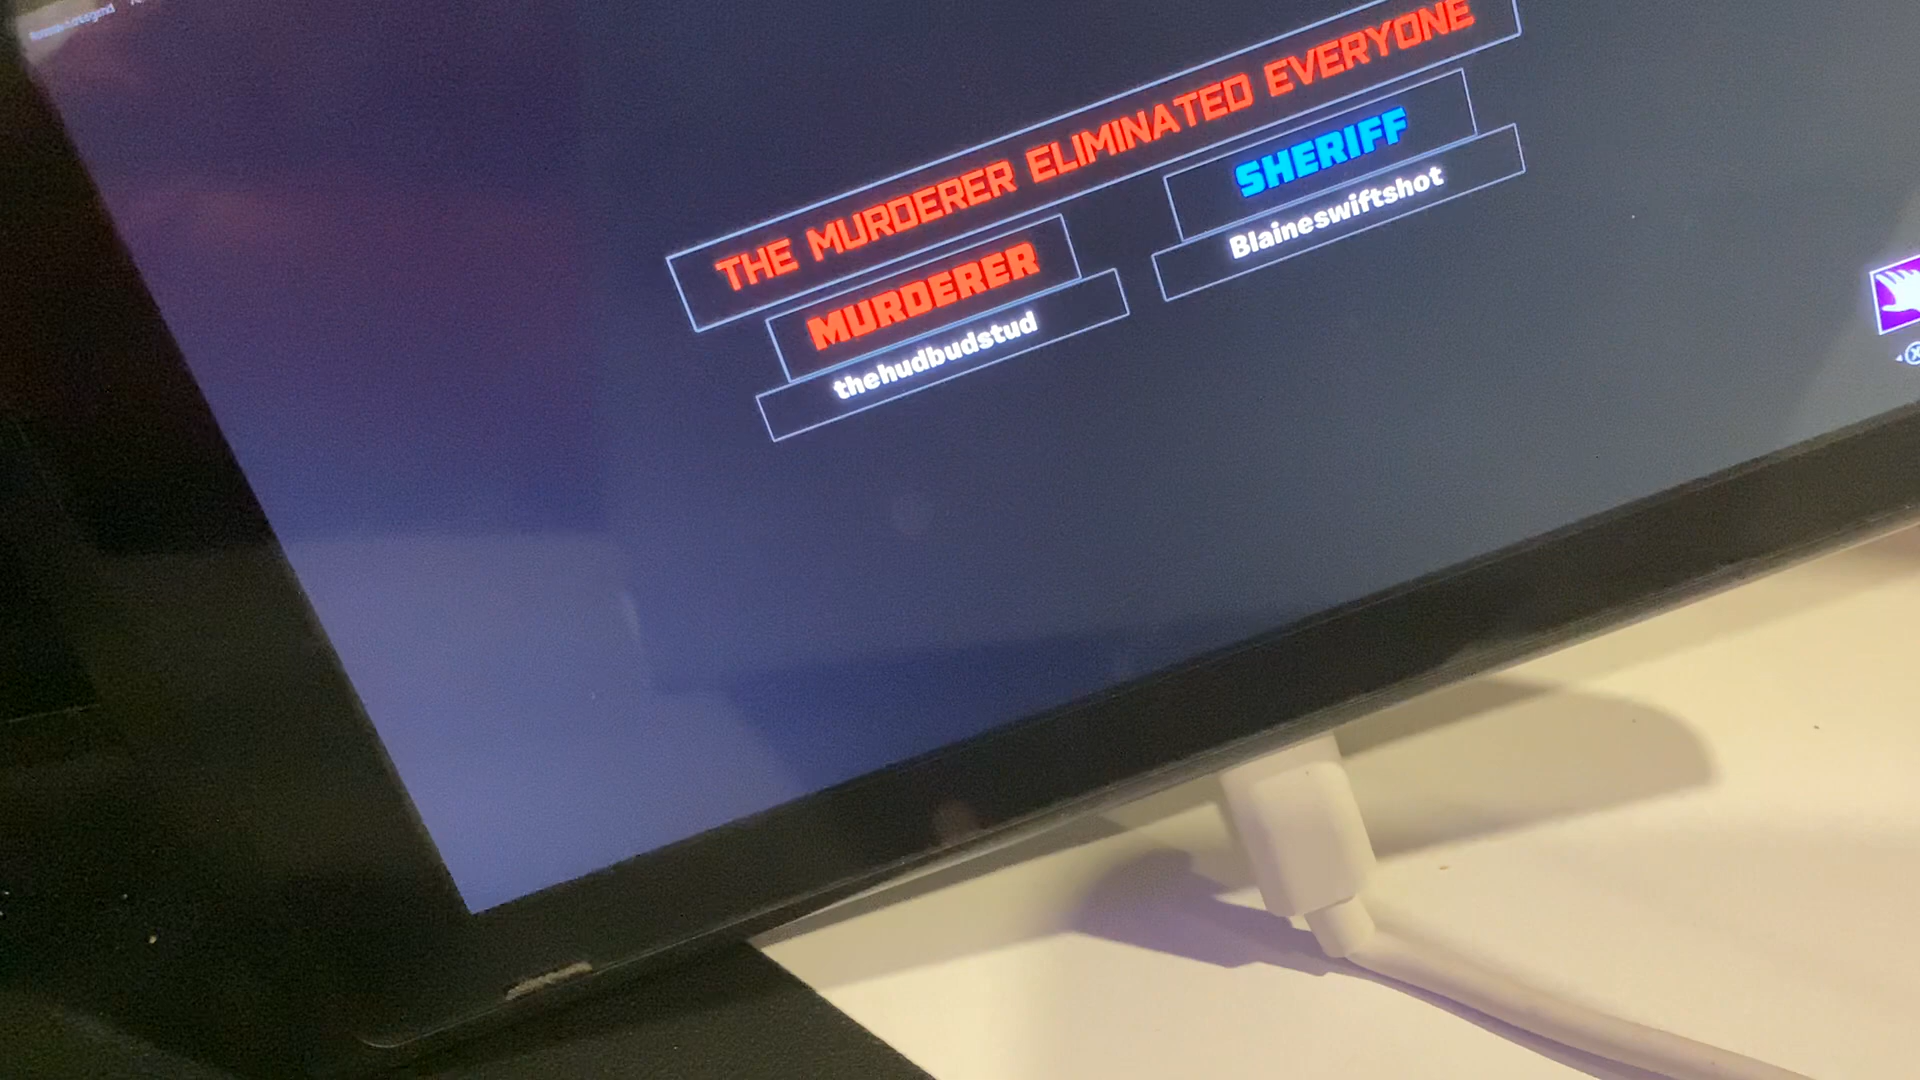 THE MURDERER ELIMINATED EVERYONE
MURDERER
thehudbudstud
SHERIFF
Blaineswiftshot
X